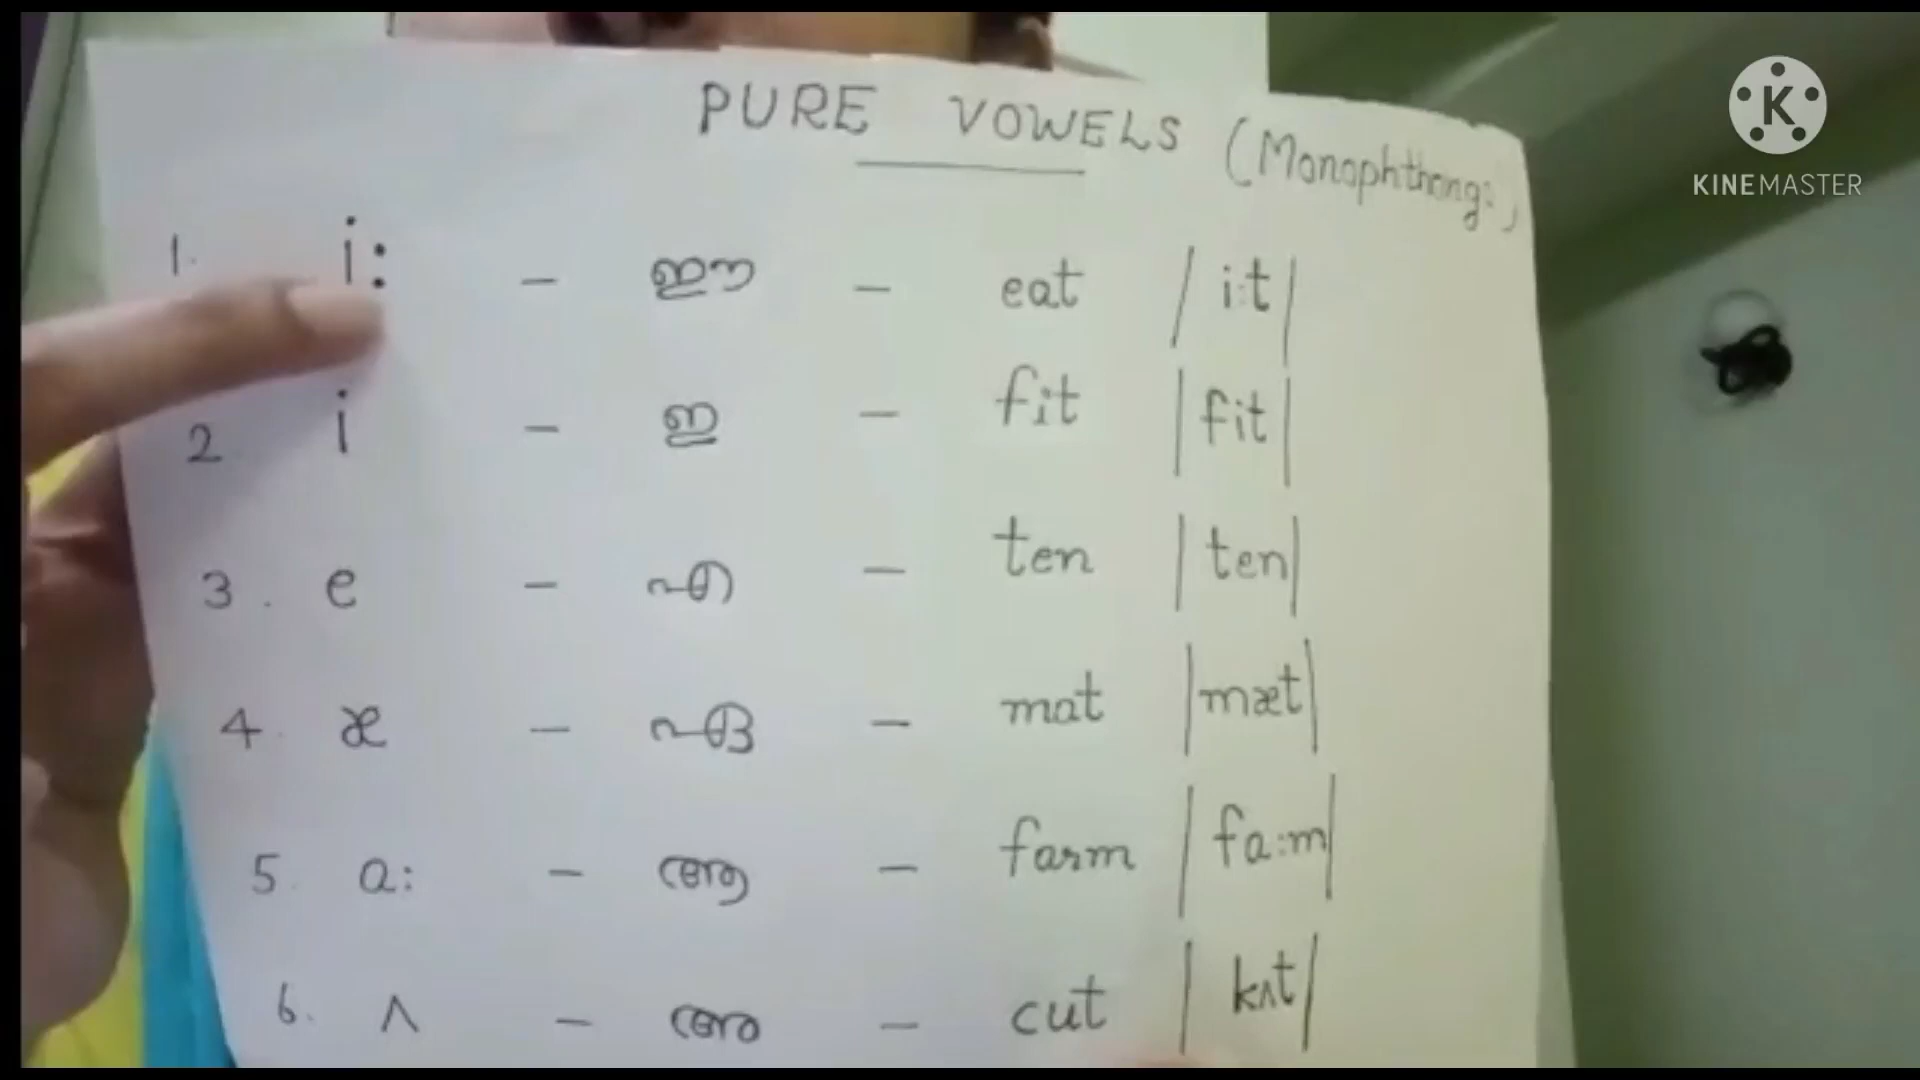 PURE VOWELS (Monophthongs)
1. i: - ഈ - eat /i:t/
2 i - ഇ - fit /fit/
3. e - എ - ten /ten/
4. æ - ഏ - mat /mæt/
5. a: - ആ - farm /fa:m/
6. ʌ - അ - cut /kʌt/
K
KINEMASTER